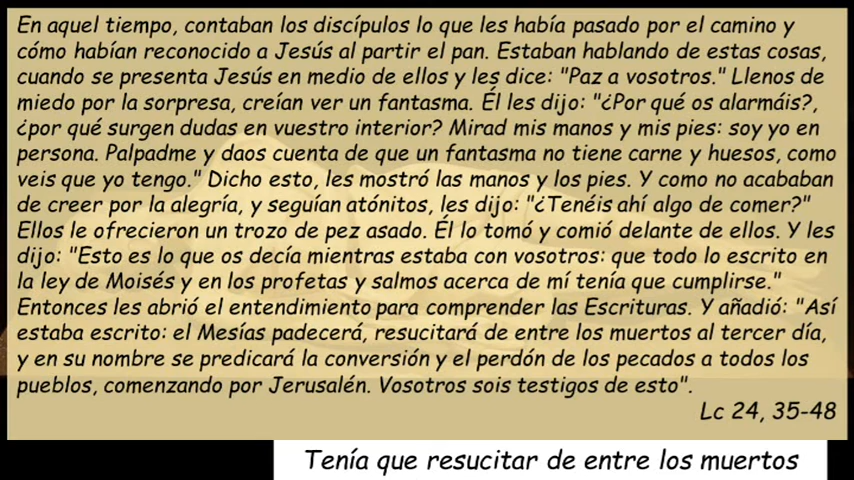 En aquel tiempo, contaban los discípulos lo que les había pasado por el camino y
cómo habían reconocido a Jesús al partir el pan. Estaban hablando de estas cosas,
cuando se presenta Jesús en medio de ellos y les dice: "Paz a vosotros." Llenos de
miedo por la sorpresa, creían ver un fantasma. Él les dijo: "¿Por qué os alarmáis?,
¿por qué surgen dudas en vuestro interior? Mirad mis manos y mis pies: soy yo en
persona. Palpadme y daos cuenta de que un fantasma no tiene carne y huesos, como
veis que yo tengo." Dicho esto, les mostró las manos y los pies. Y como no acababan
de creer por la alegría, y seguían atónitos, les dijo: "¿Tenéis ahí algo de comer?"
Ellos le ofrecieron un trozo de pez asado. Él lo tomó y comió delante de ellos. Y les
dijo: "Esto es lo que os decía mientras estaba con vosotros: que todo lo escrito en
la ley de Moisés y en los profetas y salmos acerca de mí tenía que cumplirse."
Entonces les abrió el entendimiento para comprender las Escrituras. Y añadió: "Así
estaba escrito: el Mesías padecerá, resucitará de entre los muertos al tercer día,
y en su nombre se predicará la conversión y el perdón de los pecados a todos los
pueblos, comenzando por Jerusalén. Vosotros sois testigos de esto".
Lc 24, 35-48
Tenía que resucitar de entre los muertos